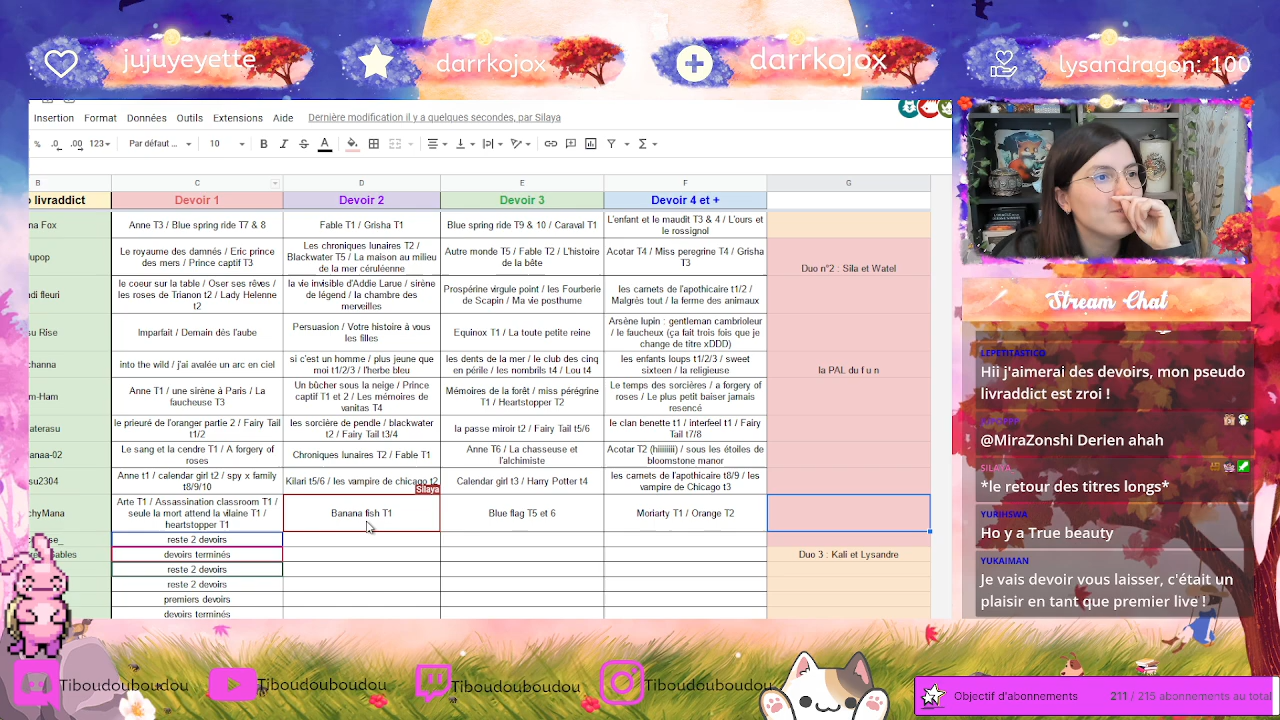 jujuyeyette
darrkojox
darrkojox
lysandragon: 100
Insertion Format Données Outils Extensions Aide
modification il y a quelques secondes, par Silaya
% .0 .00 123 Par défaut ... 10 B I S A
B C D E F G
livraddict Devoir 1 Devoir 2 Devoir 3 Devoir 4 et +
na Fox
Anne T3 / Blue spring ride T7 & 8
Fable T1 / Grisha T1
Blue spring ride T9 & 10 / Caraval T1
L'enfant et le maudit T3 & 4 / L'ours et
le rossignol
upop
Le royaume des damnés / Eric prince
des mers / Prince captif T3
Les chroniques lunaires T2 /
Blackwater T5 / La maison au milieu
de la mer céruléenne
Autre monde T5 / Fable T2 / L'histoire
de la bête
Acotar T4 / Miss peregrine T4 / Grisha
T3
Duo n°2 : Sila et Watel
di fleuri
le coeur sur la table / Oser ses rêves /
les roses de Trianon t2 / Lady Helenne
t2
la vie invisible d'Addie Larue / sirène
de légend / la chambre des
merveilles
Prospérine virgule point / les Fourberie
de Scapin / Ma vie posthume
les carnets de l'apothicaire t1/2 /
Malgrès tout / la ferme des animaux
su Rise
Imparfait / Demain dès l'aube
Persuasion / Votre histoire à vous
les filles
Equinox T1 / La toute petite reine
Arsène lupin : gentleman cambrioleur
/ le faucheux (ça fait trois fois que je
change de titre xDDD)
channa
into the wild / j'ai avalée un arc en ciel
si c'est un homme / plus jeune que
moi t1/2/3 / l'herbe bleu
les dents de la mer / le club des cinq
en périle / les nombrils t4 / Lou t4
les enfants loups t1/2/3 / sweet
sixteen / la religieuse
la PAL du f u n
m-Ham
Anne T1 / une sirène à Paris / La
faucheuse T3
Un bûcher sous la neige / Prince
captif T1 et 2 / Les mémoires de
vanitas T4
Mémoires de la forêt / miss pérégrine
T1 / Heartstopper T2
Le temps des sorcières / a forgery of
roses / Le plus petit baiser jamais
resencé
aterasu
le prieuré de l'oranger partie 2 / Fairy Tail
t1/2
les sorcière de pendle / blackwater
t2 / Fairy Tail t3/4
la passe miroir t2 / Fairy Tail t5/6
le clan benette t1 / interfeel t1 / Fairy
Tail t7/8
anaa-02
Le sang et la cendre T1 / A forgery of
roses
Chroniques lunaires T2 / Fable T1
Anne T6 / La chasseuse et
l'alchimiste
Acotar T2 (hiiiiiiii) / sous les étoiles de
bloomstone manor
su2304
Anne t1 / calendar girl t2 / spy x family
t8/9/10
Kilari t5/6 / les vampire de chicago t2
Calendar girl t3 / Harry Potter t4
les carnets de l'apothicaire t8/9 / les
vampire de Chicago t3
Silaya
chyMana
Arte T1 / Assassination classroom T1 /
seule la mort attend la vilaine T1 /
heartstopper T1
Banana fish T1
Blue flag T5 et 6
Moriarty T1 / Orange T2
reste 2 devoirs
devoirs terminés
Duo 3 : Kali et Lysandre
reste 2 devoirs
reste 2 devoirs
premiers devoirs
devoirs terminés
Stream Chat
LEPETITASTICO
Hii j'aimerai des devoirs, mon pseudo
livraddict est zroi !
@MiraZonshi Derien ahah
SILAYA
*le retour des titres longs*
YURIHSWA
Ho y a True beauty
YUKAIMAN
Je vais devoir vous laisser, c'était un
plaisir en tant que premier live !
Tiboudouboudou
Tiboudouboudou
Tiboudouboudou
Tiboudouboudou
Objectif d'abonnements 211 / 215 abonnements au total